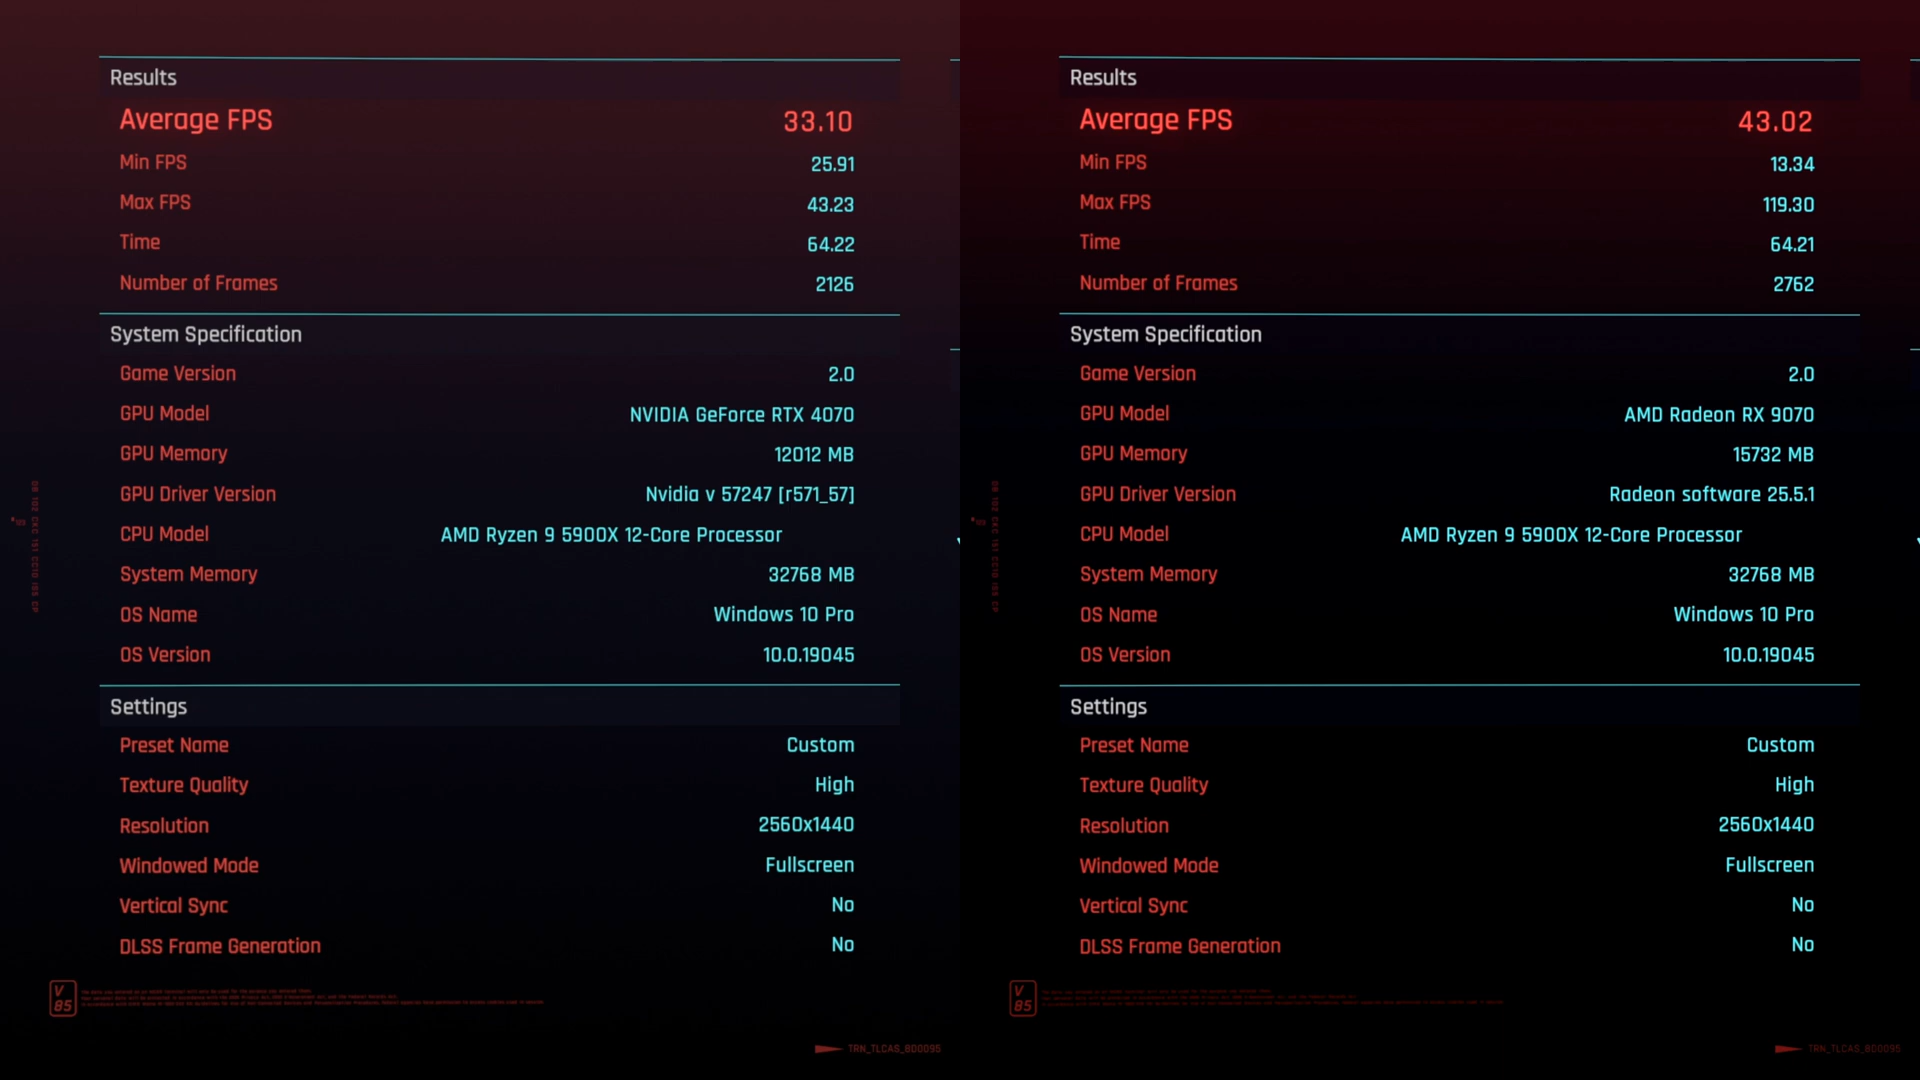 Results
Average FPS 33.10
Min FPS 25.91
Max FPS 43.23
Time 64.22
Number of Frames 2126
System Specification
Game Version 2.0
GPU Model NVIDIA GeForce RTX 4070
GPU Memory 12012 MB
GPU Driver Version Nvidia v 57247 [r571_57]
CPU Model AMD Ryzen 9 5900X 12-Core Processor
System Memory 32768 MB
OS Name Windows 10 Pro
OS Version 10.0.19045
Settings
Preset Name Custom
Texture Quality High
Resolution 2560x1440
Windowed Mode Fullscreen
Vertical Sync No
DLSS Frame Generation No
V
85
TRN_TLCAS_800095
Results
Average FPS 43.02
Min FPS 13.34
Max FPS 119.30
Time 64.21
Number of Frames 2762
System Specification
Game Version 2.0
GPU Model AMD Radeon RX 9070
GPU Memory 15732 MB
GPU Driver Version Radeon software 25.5.1
CPU Model AMD Ryzen 9 5900X 12-Core Processor
System Memory 32768 MB
OS Name Windows 10 Pro
OS Version 10.0.19045
Settings
Preset Name Custom
Texture Quality High
Resolution 2560x1440
Windowed Mode Fullscreen
Vertical Sync No
DLSS Frame Generation No
V
85
TRN_TLCAS_800095